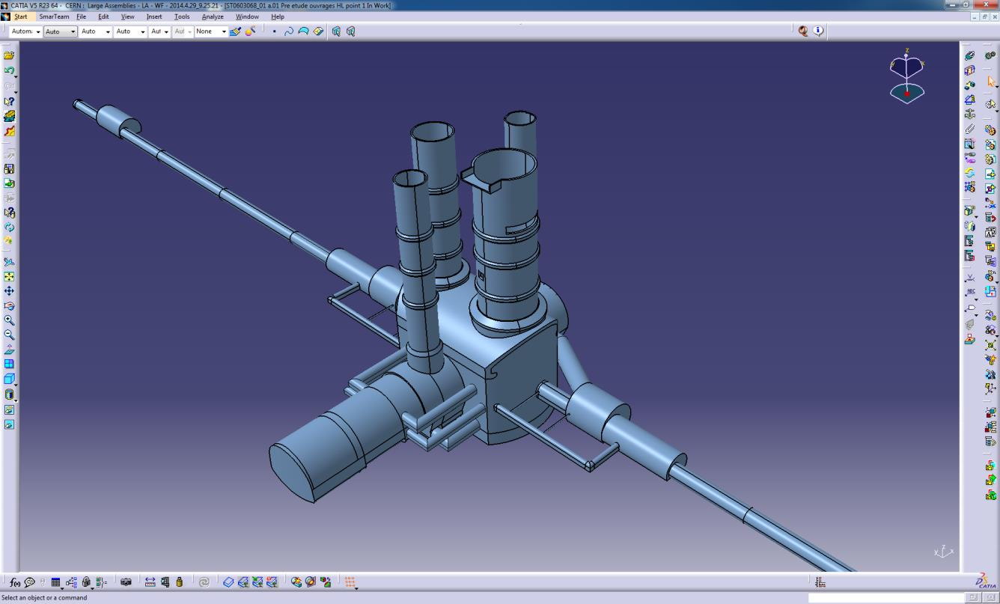 CATIA V5 R23 64 - CERN : Large Assemblies - LA - WF - 2014.4.29_9.25.21 - [ST0603068_01 a.01 Pre etude ouvrages HL point 1 In Work]
Start SmarTeam File Edit View Insert Tools Analyze Window Help
Autom: Auto Auto Auto Aut Aut None
z
f(x)
ABC
z
y x
CATIA
Select an object or a command